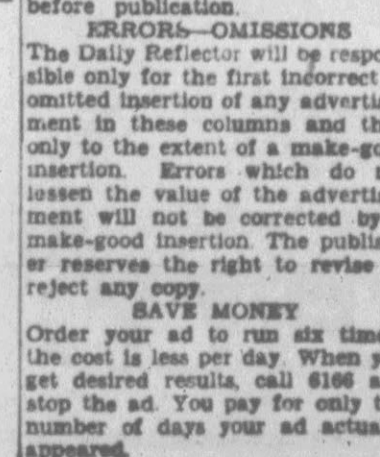 before publication.
ERRORS—OMISSIONS
The Daily Reflector will be respo
sible only for the first incorrect
omitted insertion of any adverti
ment in these columns and th
only to the extent of a make-go
insertion. Errors which do n
lessen the value of the adverti
ment will not be corrected by
make-good insertion. The publis
er reserves the right to revise
reject any copy.
SAVE MONEY
Order your ad to run six time
the cost is less per day. When y
get desired results, call 6166 a
stop the ad. You pay for only t
number of days your ad actua
appeared.